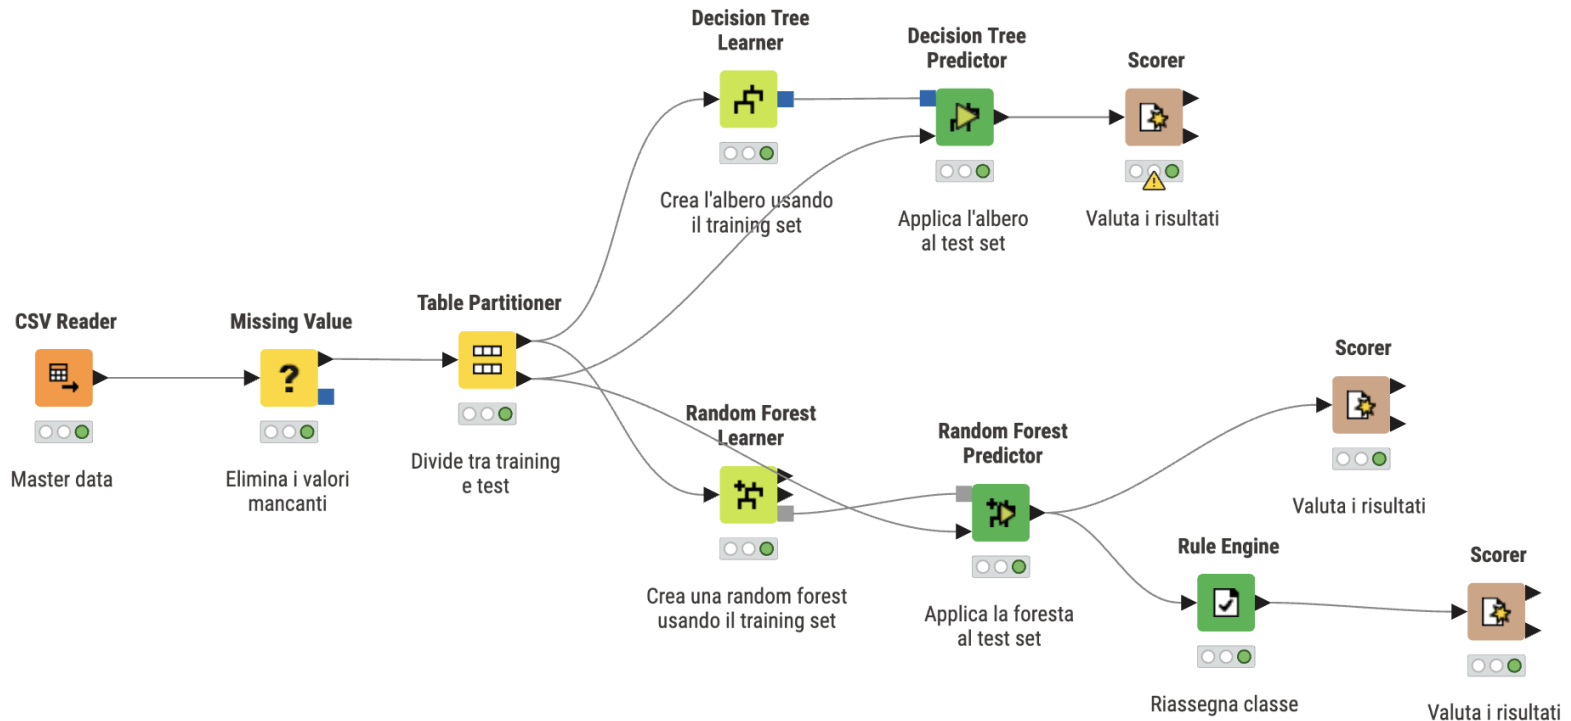 Decision Tree
Learner
Crea l'albero usando
il training set
Decision Tree
Predictor
Applica l'albero
al test set
Scorer
Valuta i risultati
CSV Reader
Master data
Missing Value
?
Elimina i valori
mancanti
Table Partitioner
Divide tra training
e test
Random Forest
Learner
Crea una random forest
usando il training set
Random Forest
Predictor
Applica la foresta
al test set
Scorer
Valuta i risultati
Rule Engine
Riassegna classe
Scorer
Valuta i risultati